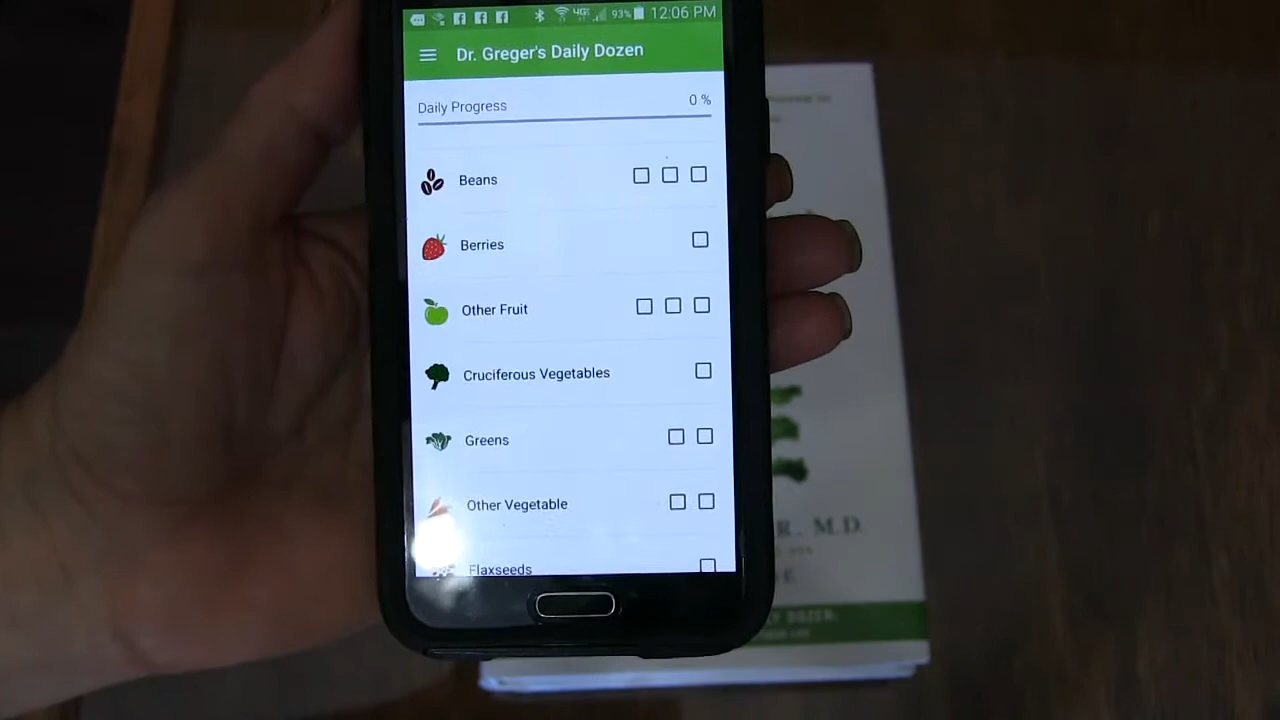 4G 93% 12:06 PM
Dr. Greger's Daily Dozen
Daily Progress 0 %
Beans
Berries
Other Fruit
Cruciferous Vegetables
Greens
Other Vegetable
Flaxseeds
R, M.D.